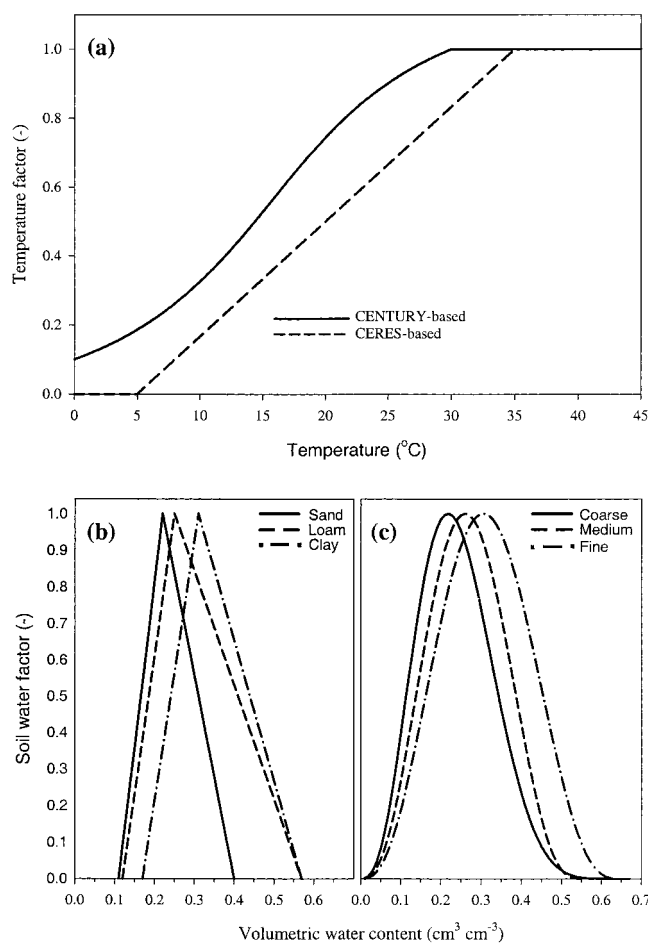 (a)
1.0
0.8
0.6
0.4
0.2
0.0
Temperature factor (-)
CENTURY-based
CERES-based
0 5 10 15 20 25 30 35 40 45
Temperature (°C)
(b)
Sand
Loam
Clay
(c)
Coarse
Medium
Fine
1.0
0.9
0.8
0.7
0.6
0.5
0.4
0.3
0.2
0.1
0.0
Soil water factor (-)
0.0 0.1 0.2 0.3 0.4 0.5 0.6
0.0 0.1 0.2 0.3 0.4 0.5 0.6 0.7
Volumetric water content (cm³ cm⁻³)